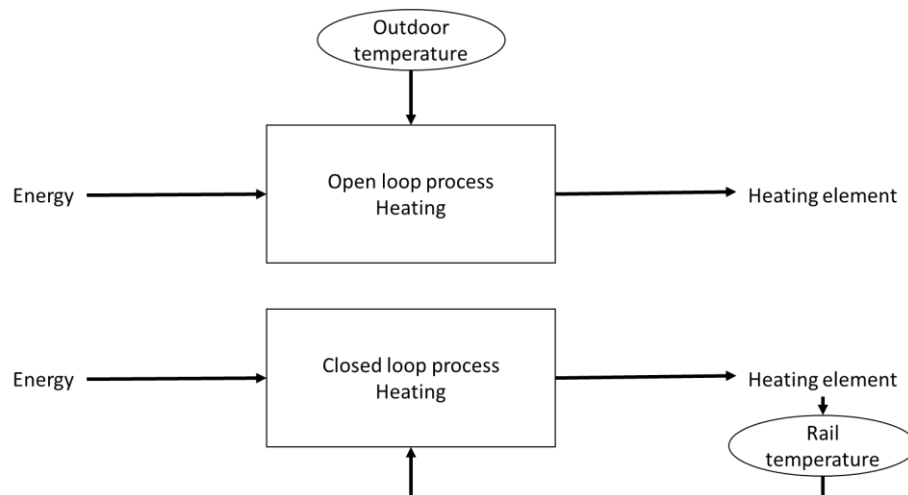 Outdoor
temperature
Energy
Open loop process
Heating
Heating element
Energy
Closed loop process
Heating
Heating element
Rail
temperature